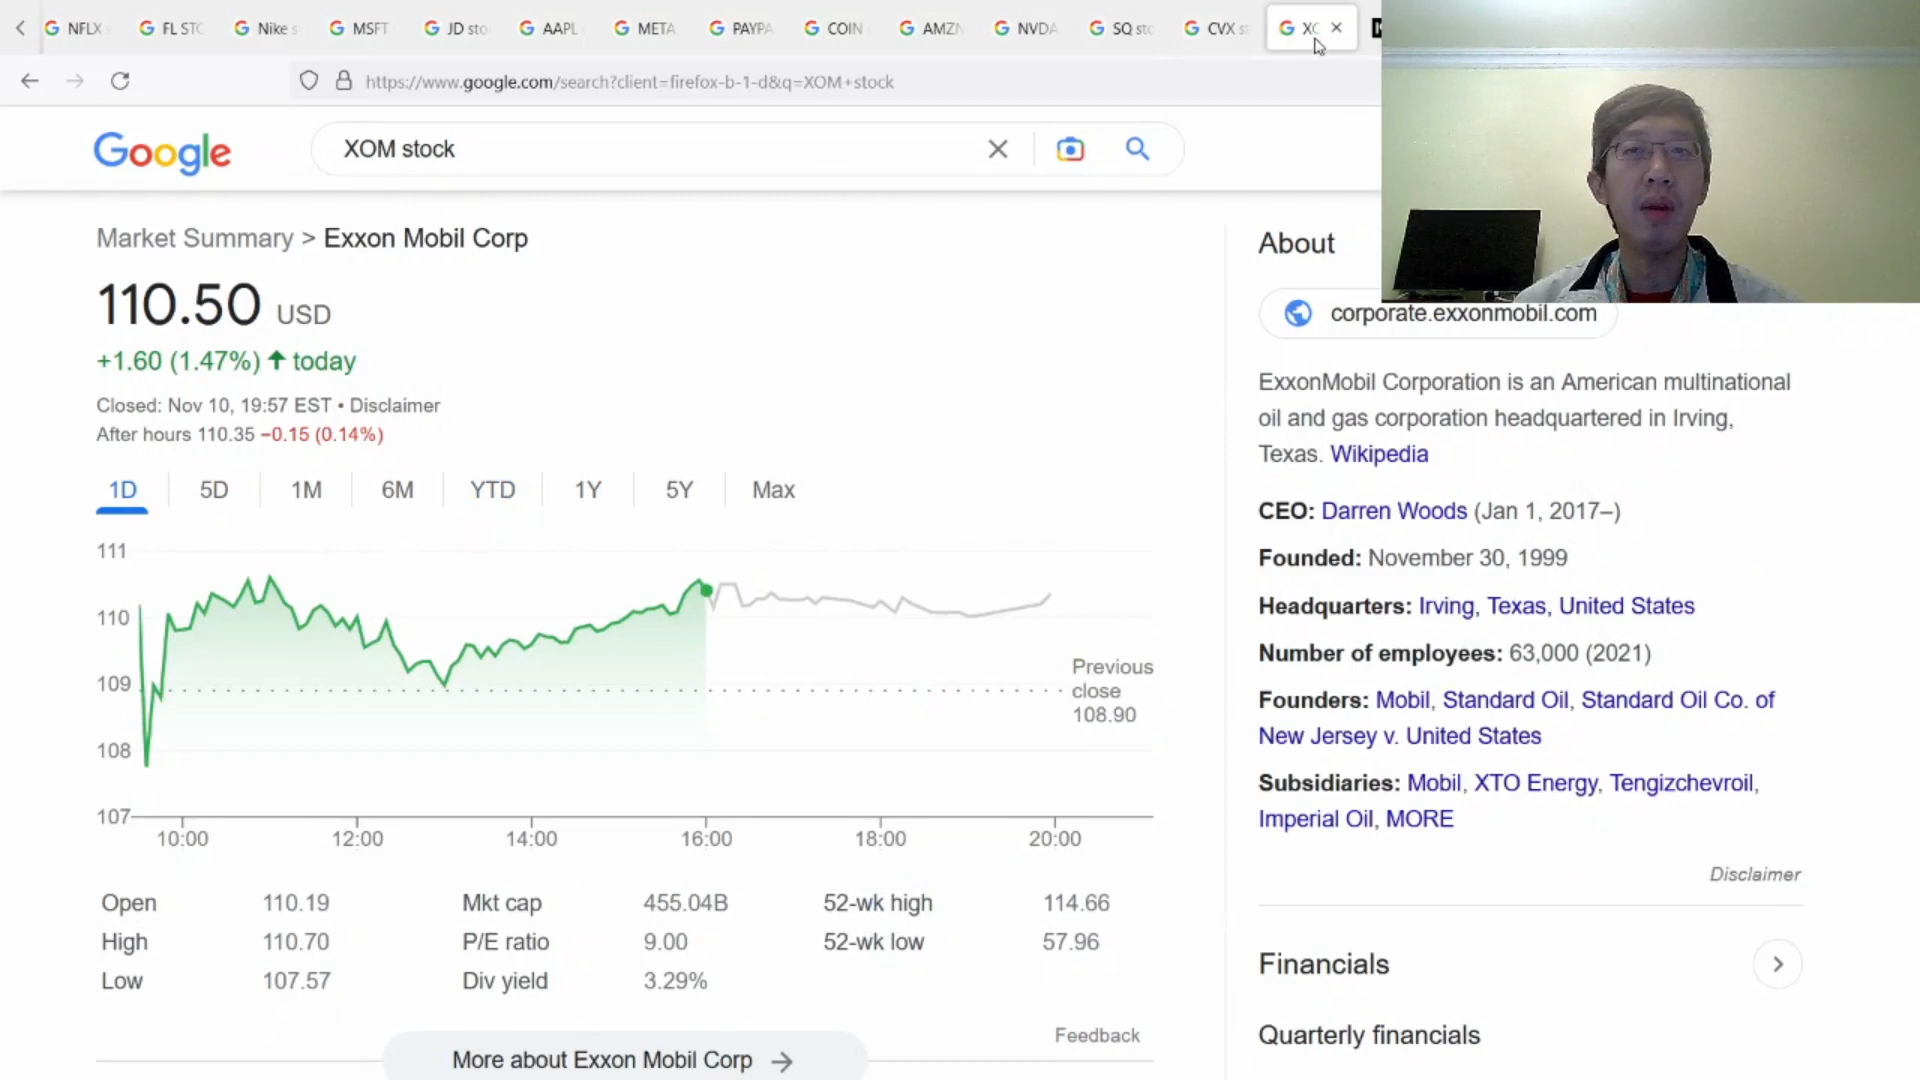 NFLX
FL STC
Nike s
MSFT
JD sto
AAPL
META
PAYPA
COIN
AMZN
NVDA
SQ sto
CVX s
XC
https://www.google.com/search?client=firefox-b-1-d&q=XOM+stock
Google
XOM stock
Market Summary > Exxon Mobil Corp
110.50 USD
+1.60 (1.47%) today
Closed: Nov 10, 19:57 EST • Disclaimer
After hours 110.35 −0.15 (0.14%)
1D 5D 1M 6M YTD 1Y 5Y Max
111
110
109
108
107
Previous
close
108.90
10:00 12:00 14:00 16:00 18:00 20:00
Open 110.19 Mkt cap 455.04B 52-wk high 114.66
High 110.70 P/E ratio 9.00 52-wk low 57.96
Low 107.57 Div yield 3.29%
Feedback
More about Exxon Mobil Corp
About
corporate.exxonmobil.com
ExxonMobil Corporation is an American multinational
oil and gas corporation headquartered in Irving,
Texas. Wikipedia
CEO: Darren Woods (Jan 1, 2017–)
Founded: November 30, 1999
Headquarters: Irving, Texas, United States
Number of employees: 63,000 (2021)
Founders: Mobil, Standard Oil, Standard Oil Co. of
New Jersey v. United States
Subsidiaries: Mobil, XTO Energy, Tengizchevroil,
Imperial Oil, MORE
Disclaimer
Financials
Quarterly financials